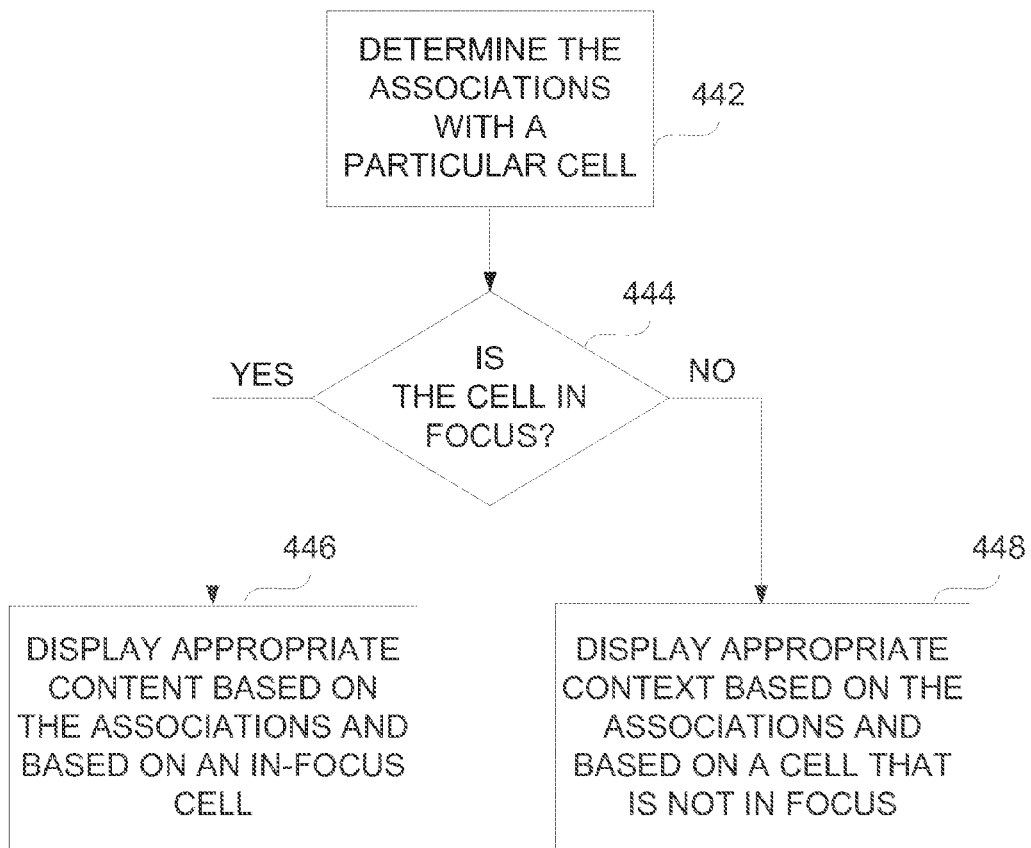 DETERMINE THE
ASSOCIATIONS
WITH A
PARTICULAR CELL
442
444
YES
IS
THE CELL IN
FOCUS?
NO
446
DISPLAY APPROPRIATE
CONTENT BASED ON
THE ASSOCIATIONS AND
BASED ON AN IN-FOCUS
CELL
448
DISPLAY APPROPRIATE
CONTEXT BASED ON THE
ASSOCIATIONS AND
BASED ON A CELL THAT
IS NOT IN FOCUS